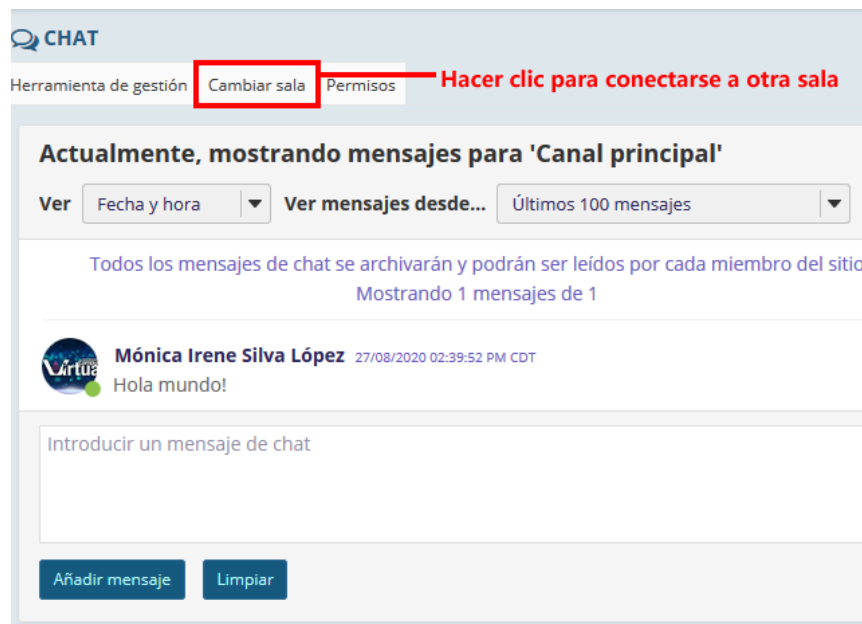 CHAT
Herramienta de gestión Cambiar sala Permisos Hacer clic para conectarse a otra sala
Actualmente, mostrando mensajes para 'Canal principal'
Ver Fecha y hora Ver mensajes desde... Últimos 100 mensajes
Todos los mensajes de chat se archivarán y podrán ser leídos por cada miembro del sitio
Mostrando 1 mensajes de 1
Mónica Irene Silva López 27/08/2020 02:39:52 PM CDT
Hola mundo!
Introducir un mensaje de chat
Añadir mensaje Limpiar